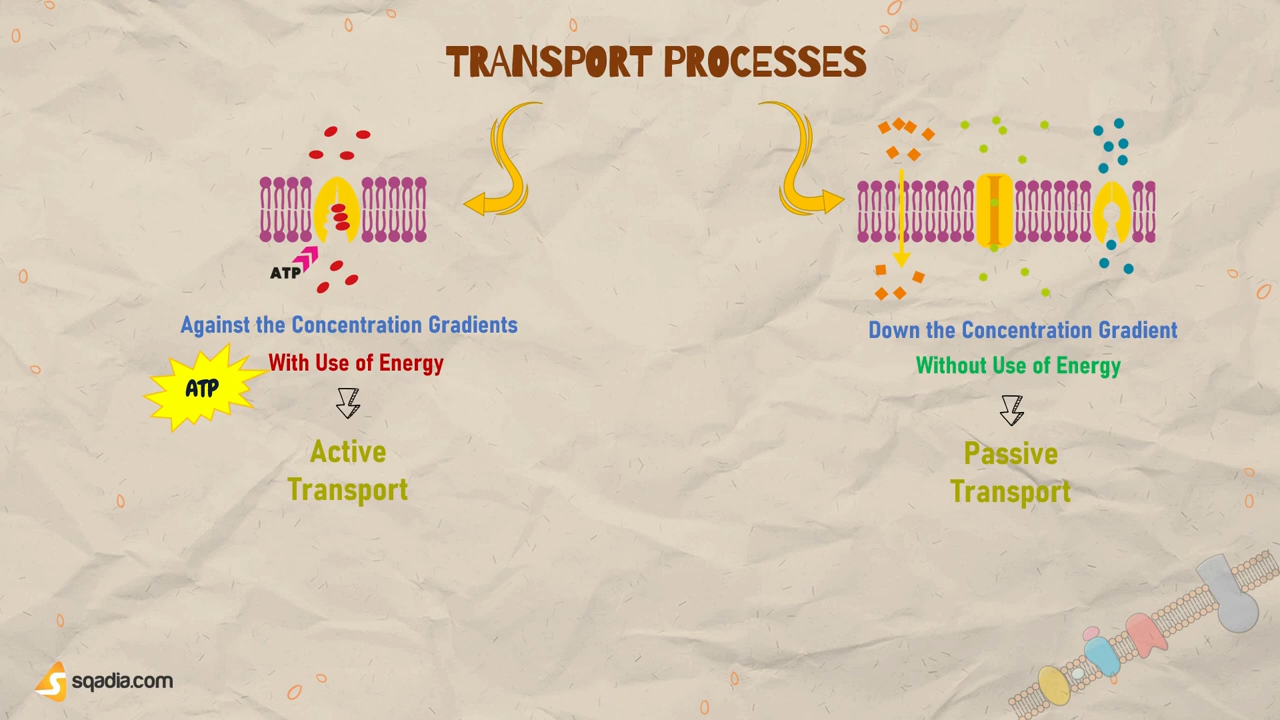 TRANSPORT PROCESSES
ATP
Against the Concentration Gradients
With Use of Energy
ATP
Active
Transport
Down the Concentration Gradient
Without Use of Energy
Passive
Transport
sqadia.com